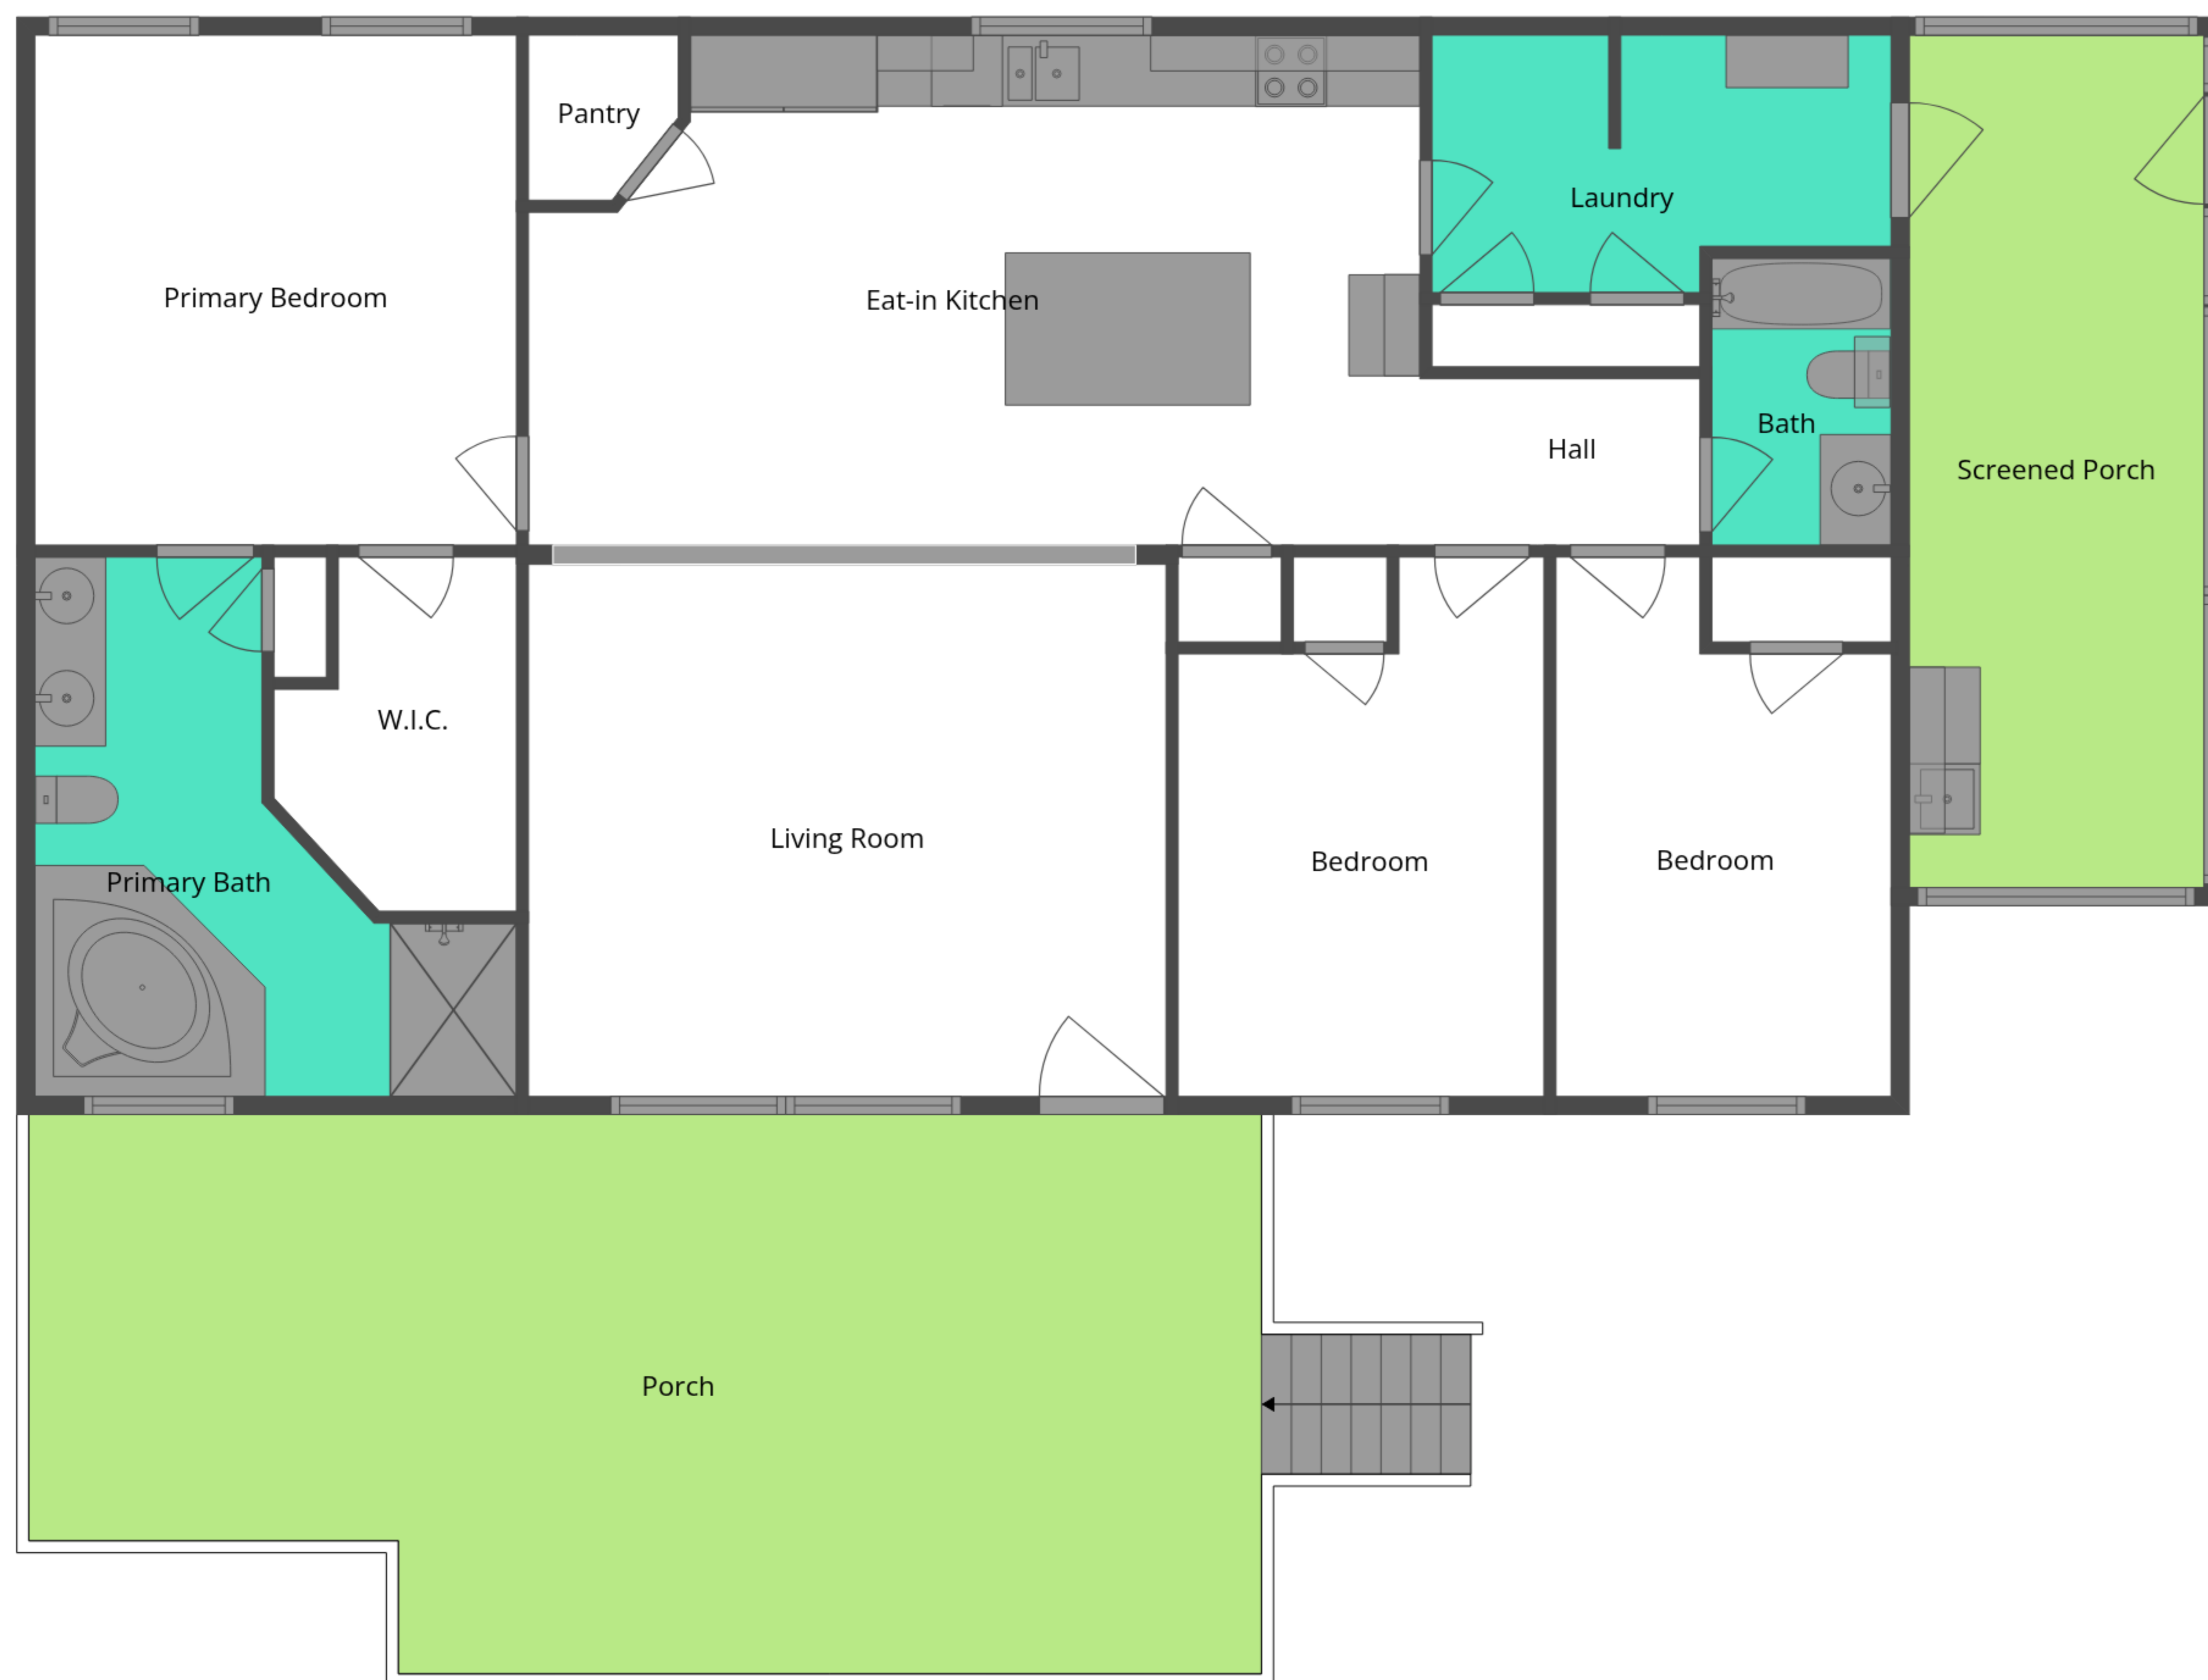 Pantry
Laundry
Primary Bedroom
Eat-in Kitchen
Bath
Hall
Screened Porch
W.I.C.
Living Room
Bedroom
Bedroom
Primary Bath
Porch